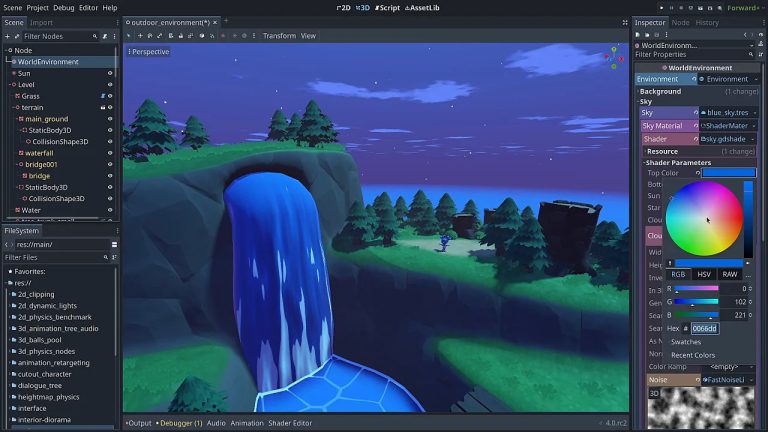 Scene Project Debug Editor Help
2D 3D Script AssetLib
Forward+
Scene Import
Filter Nodes
Node
WorldEnvironment
Sun
Level
Grass
terrain
main_ground
StaticBody3D
CollisionShape3D
waterfall
bridge001
bridge
StaticBody3D
CollisionShape3D
Water
FileSystem
res://main/
Filter Files
Favorites:
res://
2d_clipping
2d_dynamic_lights
2d_physics_benchmark
3d_animation_tree_audio
3d_balls_pool
3d_physics_nodes
animation_retargeting
cutout_character
dialogue_tree
heightmap_physics
interface
interior-diorama
outdoor_environment(*)
Transform View
Perspective
Output Debugger (1) Audio Animation Shader Editor
4.0.rc2
Inspector Node History
WorldEnvironm...
Filter Properties
WorldEnvironment
Environment Environment
Background (1 change)
Sky
Sky blue_sky.tres
Sky Material ShaderMater
Shader sky.gdshade
Resource (1 change)
Shader Parameters
Top Color
Bott
Sun
Star
Clou
Clou
Widt
Heig
Inve
In 3
Gen
Sear
Sear
As N
Nor
RGB HSV RAW ...
R 0
G 102
B 221
Hex # 0066dd
Swatches
Recent Colors
Color Ramp <empty>
Noise FastNoiseLi
3D